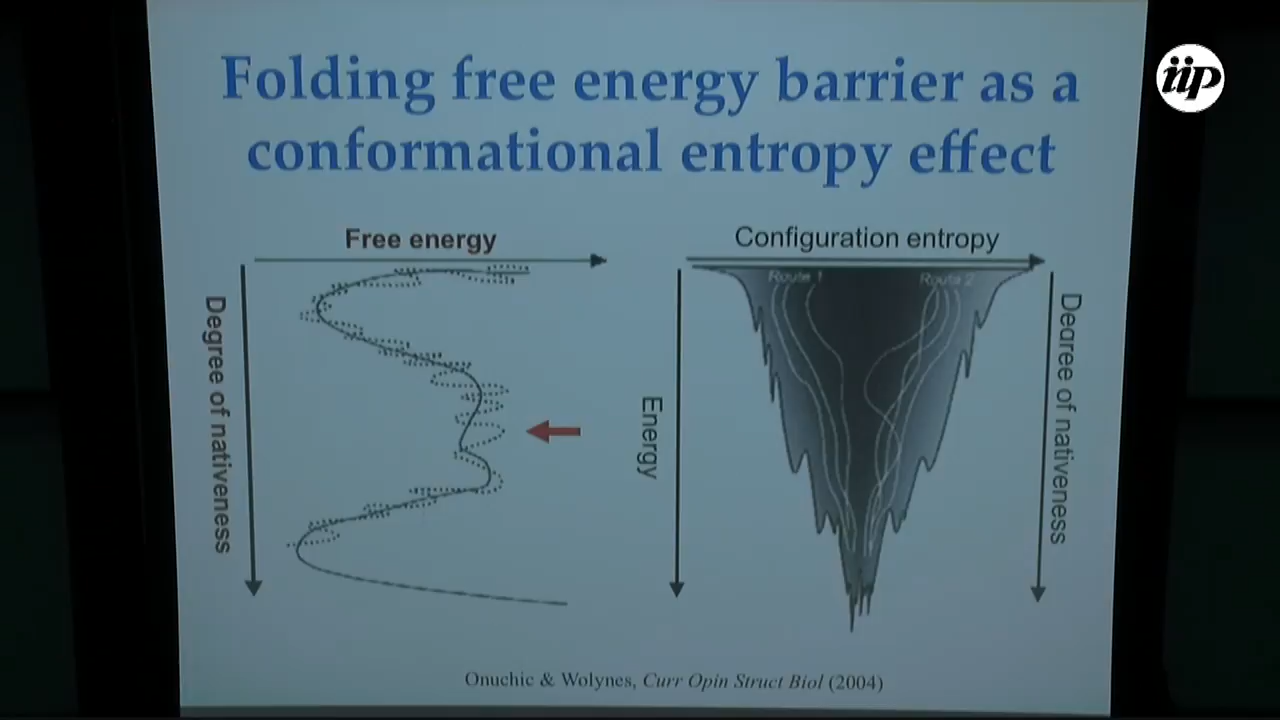 Folding free energy barrier as a
conformational entropy effect
Free energy
Degree of nativeness
Configuration entropy
Route 1
Route 2
Energy
Degree of nativeness
Onuchic & Wolynes, Curr Opin Struct Biol (2004)
iip